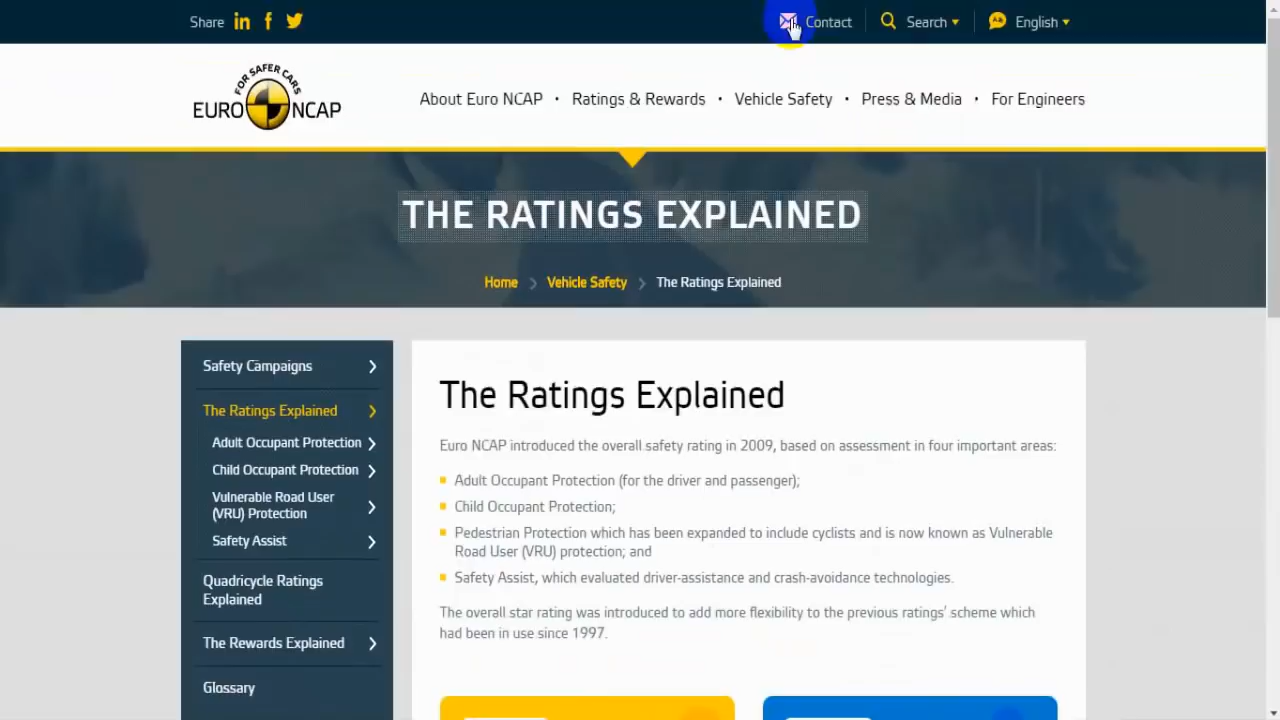 Share
Contact
Search
English
FOR SAFER CARS
EURO NCAP
About Euro NCAP • Ratings & Rewards • Vehicle Safety • Press & Media • For Engineers
THE RATINGS EXPLAINED
Home > Vehicle Safety > The Ratings Explained
Safety Campaigns
The Ratings Explained
Adult Occupant Protection
Child Occupant Protection
Vulnerable Road User
(VRU) Protection
Safety Assist
Quadricycle Ratings
Explained
The Rewards Explained
Glossary
The Ratings Explained
Euro NCAP introduced the overall safety rating in 2009, based on assessment in four important areas:
Adult Occupant Protection (for the driver and passenger);
Child Occupant Protection;
Pedestrian Protection which has been expanded to include cyclists and is now known as Vulnerable
Road User (VRU) protection; and
Safety Assist, which evaluated driver-assistance and crash-avoidance technologies.
The overall star rating was introduced to add more flexibility to the previous ratings' scheme which
had been in use since 1997.